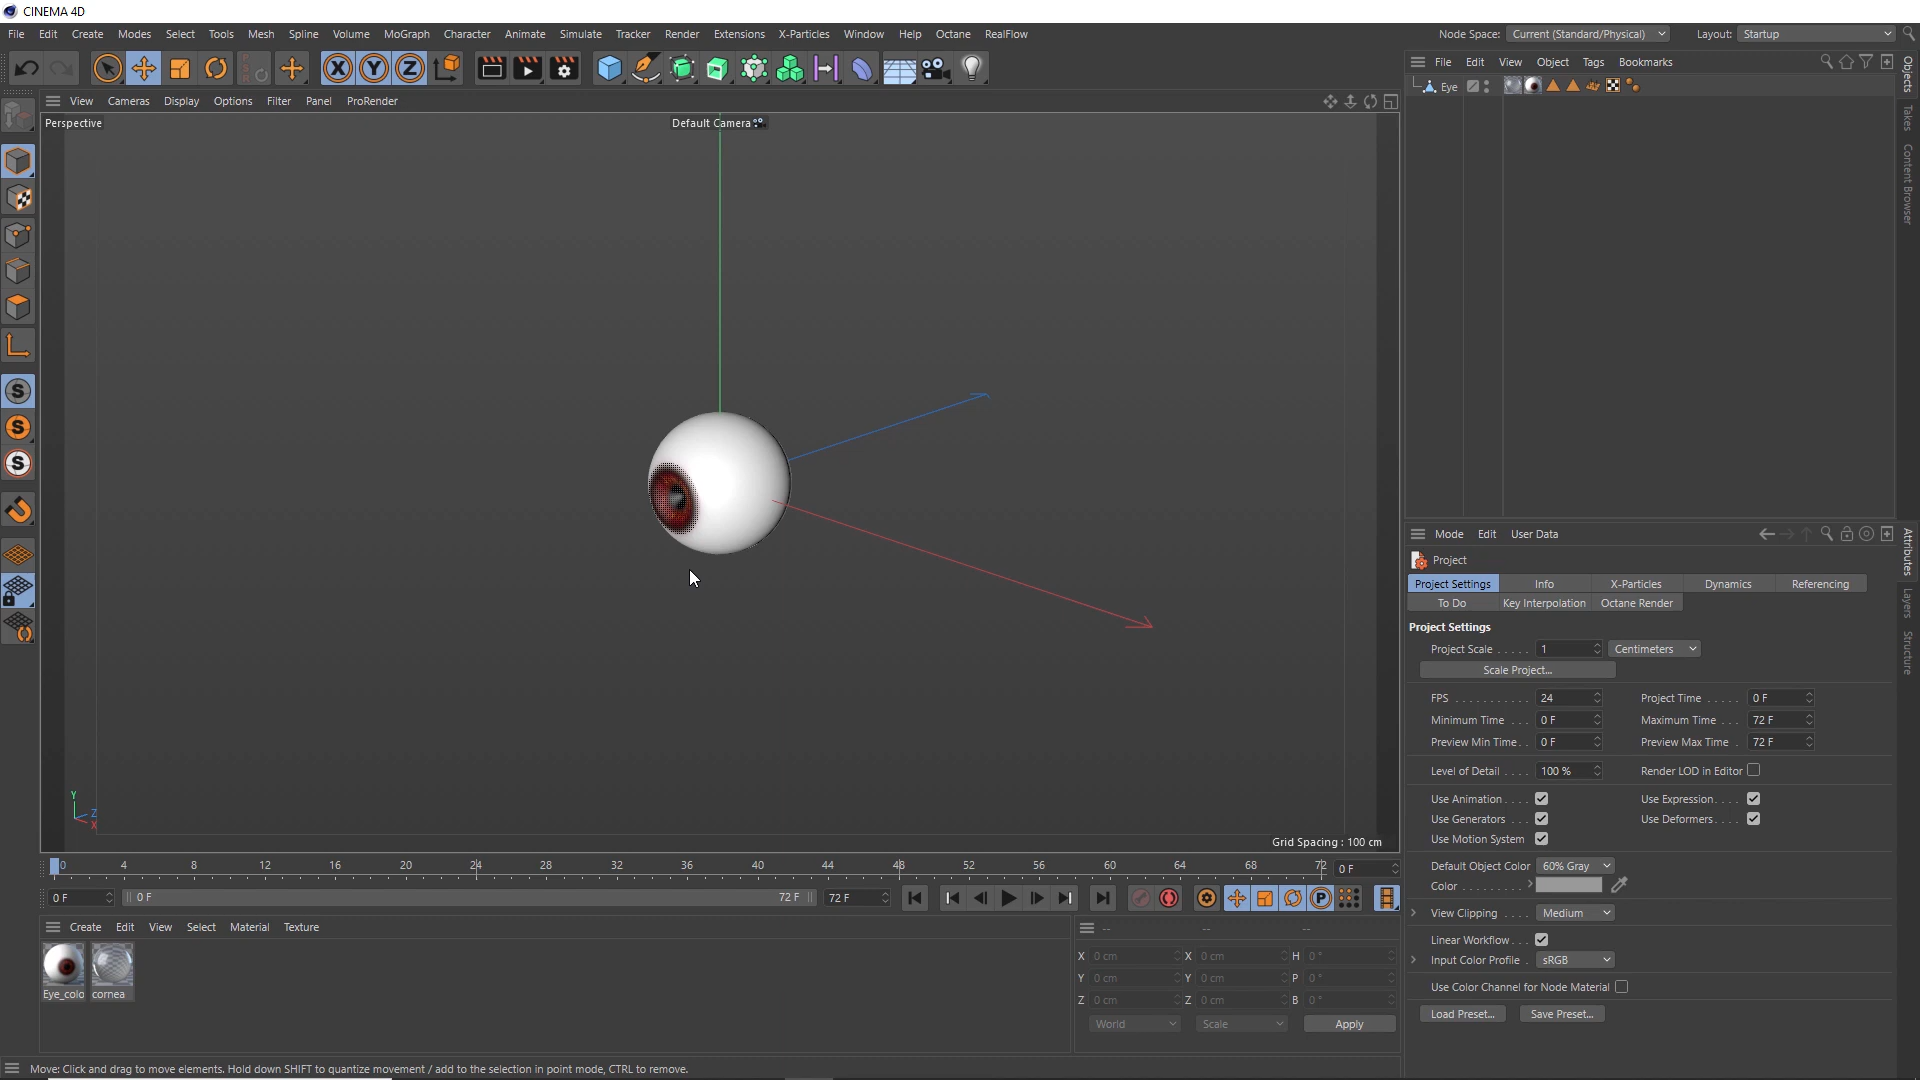 CINEMA 4D
File Edit Create Modes Select Tools Mesh Spline Volume MoGraph Character Animate Simulate Tracker Render Extensions X-Particles Window Help Octane RealFlow Node Space: Current (Standard/Physical) Layout: Startup
PSR
X Y Z
File Edit View Object Tags Bookmarks
Eye
View Cameras Display Options Filter Panel ProRender
Perspective
Default Camera
Objects
Takes
Content Browser
S
S
S
Y
Z
X
Grid Spacing : 100 cm
Mode Edit User Data
Project
Project Settings Info X-Particles Dynamics Referencing
To Do Key Interpolation Octane Render
Project Settings
Project Scale . . . . . 1 Centimeters
Scale Project...
FPS . . . . . . . . . . . 24 Project Time . . . . . 0 F
Minimum Time . . . 0 F Maximum Time . . . 72 F
Preview Min Time . . 0 F Preview Max Time . 72 F
Level of Detail . . . . 100 % Render LOD in Editor
Use Animation . . . . Use Expression . . . .
Use Generators . . . Use Deformers . . . .
Use Motion System
Default Object Color 60% Gray
Color . . . . . . . . .
View Clipping . . . . Medium
Linear Workflow . . .
Input Color Profile . sRGB
Use Color Channel for Node Material
Load Preset... Save Preset...
Attributes
Layers
Structure
0 4 8 12 16 20 24 28 32 36 40 44 48 52 56 60 64 68 72 0 F
0 F 0 F 72 F 72 F
P
Create Edit View Select Material Texture
Eye_colo cornea
-- -- --
X 0 cm X 0 cm H 0 °
Y 0 cm Y 0 cm P 0 °
Z 0 cm Z 0 cm B 0 °
World Scale Apply
Move: Click and drag to move elements. Hold down SHIFT to quantize movement / add to the selection in point mode, CTRL to remove.